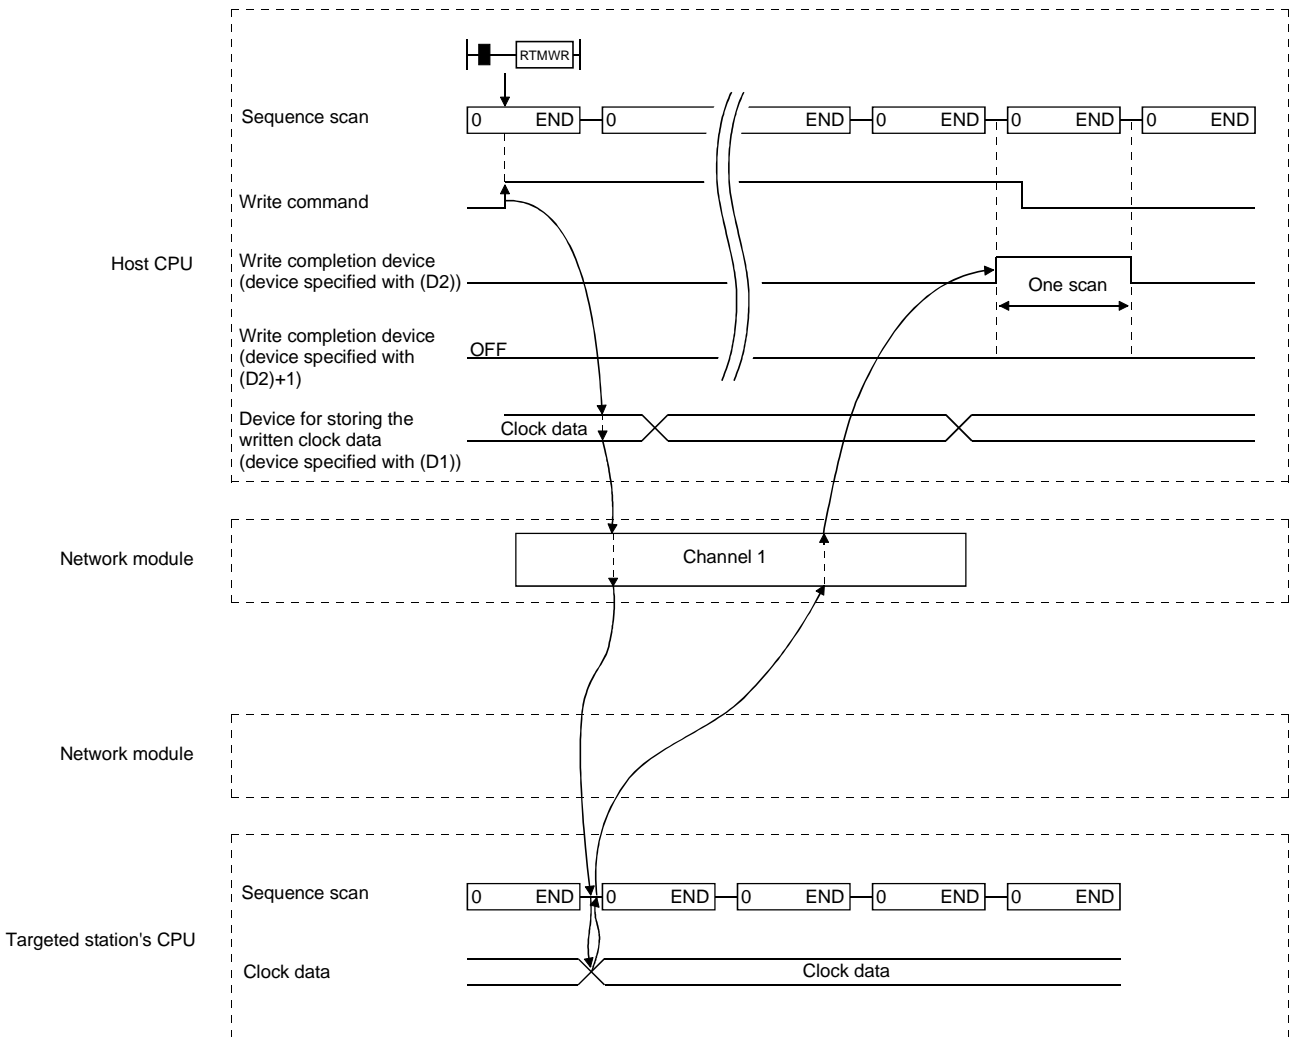 RTMWR
Sequence scan
0 END 0 END 0 END 0 END 0 END
Write command
Host CPU
Write completion device
(device specified with (D2))
One scan
Write completion device
(device specified with
(D2)+1)
OFF
Device for storing the
written clock data
(device specified with (D1))
Clock data
Network module
Channel 1
Network module
Sequence scan
0 END 0 END 0 END 0 END 0 END
Targeted station's CPU
Clock data
Clock data